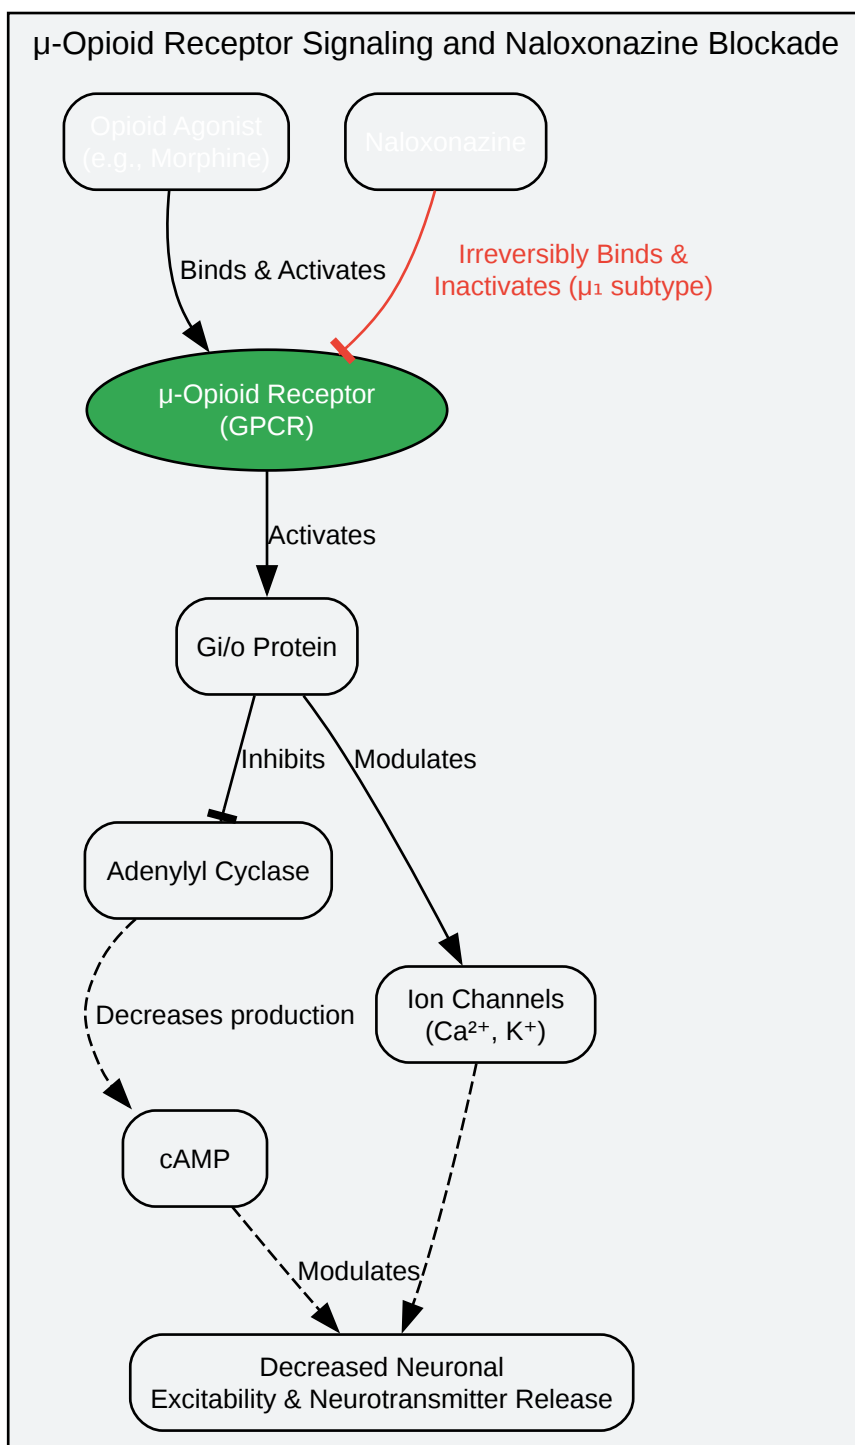 μ-Opioid Receptor Signaling and Naloxonazine Blockade
Opioid Agonist
(e.g., Morphine)
Naloxonazine
Binds & Activates
Irreversibly Binds &
Inactivates (μ₁ subtype)
μ-Opioid Receptor
(GPCR)
Activates
Gi/o Protein
Inhibits
Modulates
Adenylyl Cyclase
Ion Channels
(Ca²⁺, K⁺)
Decreases production
cAMP
Modulates
Decreased Neuronal
Excitability & Neurotransmitter Release